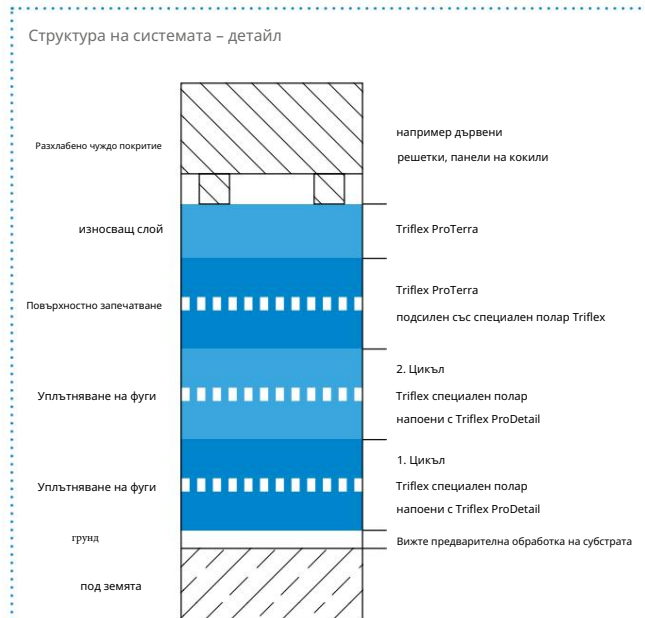 Структура на системата – детайл
Разхлабено чуждо покритие
например дървени
решетки, панели на кокили
износващ слой
Triflex ProTerra
Повърхностно запечатване
Triflex ProTerra
подсилен със специален полар Triflex
Уплътняване на фуги
2. Цикъл
Triflex специален полар
напоени с Triflex ProDetail
Уплътняване на фуги
1. Цикъл
Triflex специален полар
напоени с Triflex ProDetail
грунд
Вижте предварителна обработка на субстрата
под земята